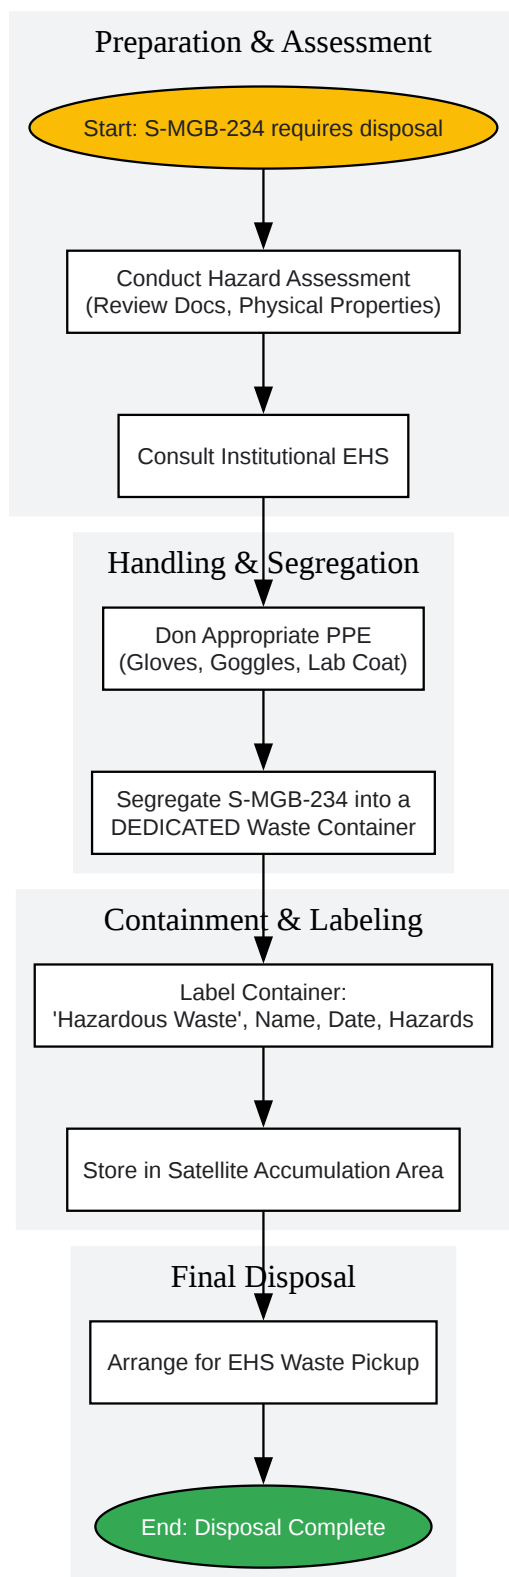 Preparation & Assessment
Start: S-MGB-234 requires disposal
Conduct Hazard Assessment
(Review Docs, Physical Properties)
Consult Institutional EHS
Handling & Segregation
Don Appropriate PPE
(Gloves, Goggles, Lab Coat)
Segregate S-MGB-234 into a
DEDICATED Waste Container
Containment & Labeling
Label Container:
'Hazardous Waste', Name, Date, Hazards
Store in Satellite Accumulation Area
Final Disposal
Arrange for EHS Waste Pickup
End: Disposal Complete